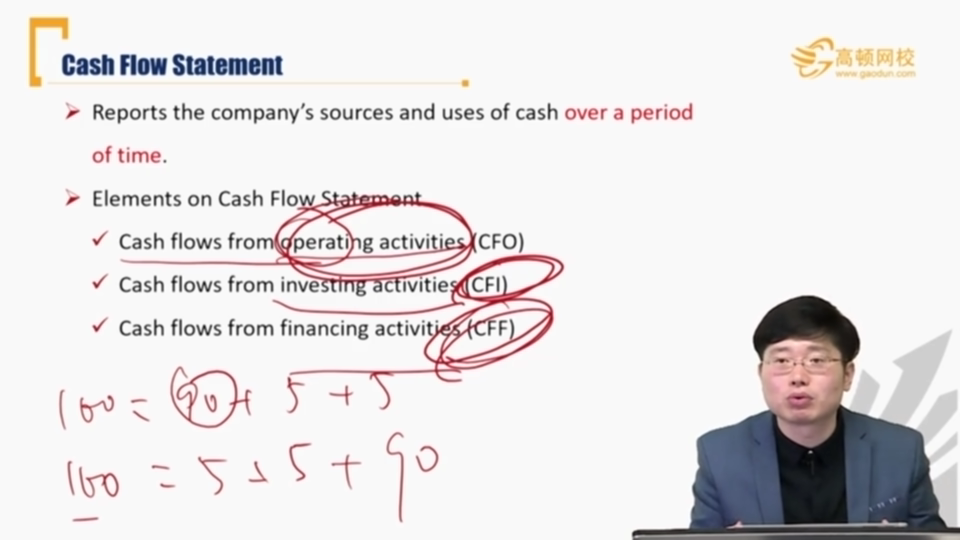 Cash Flow Statement
高顿网校
www.gaodun.com
Reports the company's sources and uses of cash over a period
of time.
Elements on Cash Flow Statement
Cash flows from operating activities (CFO)
Cash flows from investing activities (CFI)
Cash flows from financing activities (CFF)
100 = 90 + 5 + 5
100 = 5 + 5 + 90